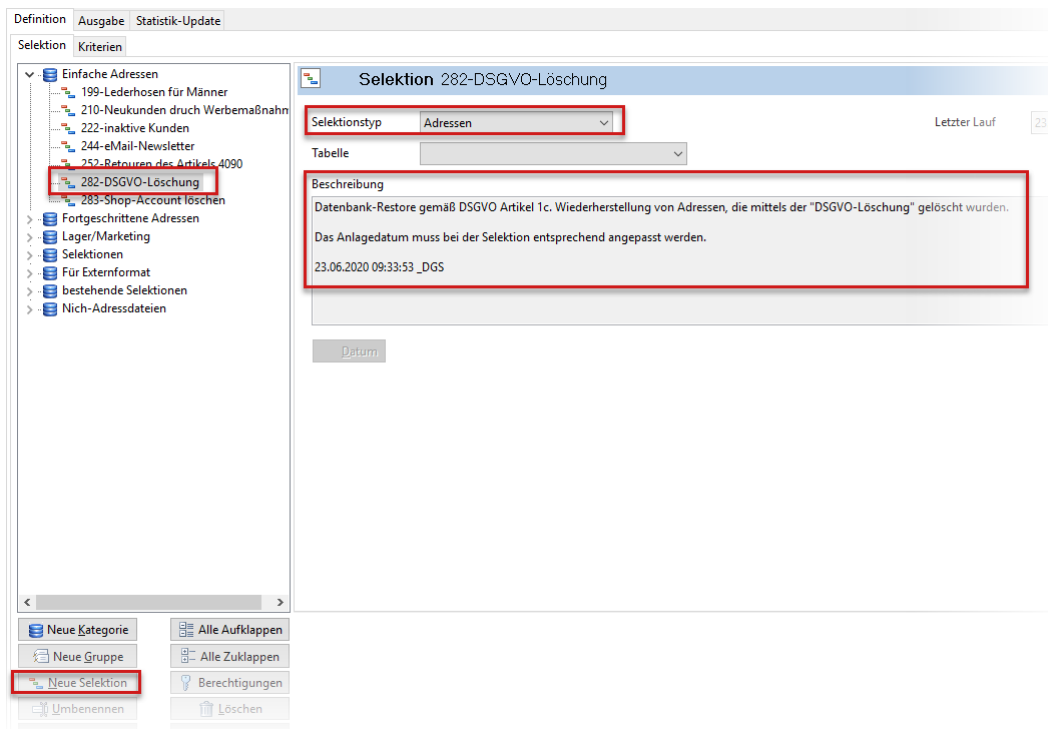 Definition Ausgabe Statistik-Update
Selektion Kriterien
Einfache Adressen
199-Lederhosen für Männer
210-Neukunden druch Werbemaßnahm
222-inaktive Kunden
244-eMail-Newsletter
252-Retouren des Artikels 4090
282-DSGVO-Löschung
283-Shop-Account löschen
Fortgeschrittene Adressen
Lager/Marketing
Selektionen
Für Externformat
bestehende Selektionen
Nich-Adressdateien
Selektion 282-DSGVO-Löschung
Selektionstyp Adressen Letzter Lauf 23
Tabelle
Beschreibung
Datenbank-Restore gemäß DSGVO Artikel 1c. Wiederherstellung von Adressen, die mittels der "DSGVO-Löschung" gelöscht wurden.
Das Anlagedatum muss bei der Selektion entsprechend angepasst werden.
23.06.2020 09:33:53 _DGS
Datum
Neue Kategorie Alle Aufklappen
Neue Gruppe Alle Zuklappen
Neue Selektion Berechtigungen
Umbenennen Löschen